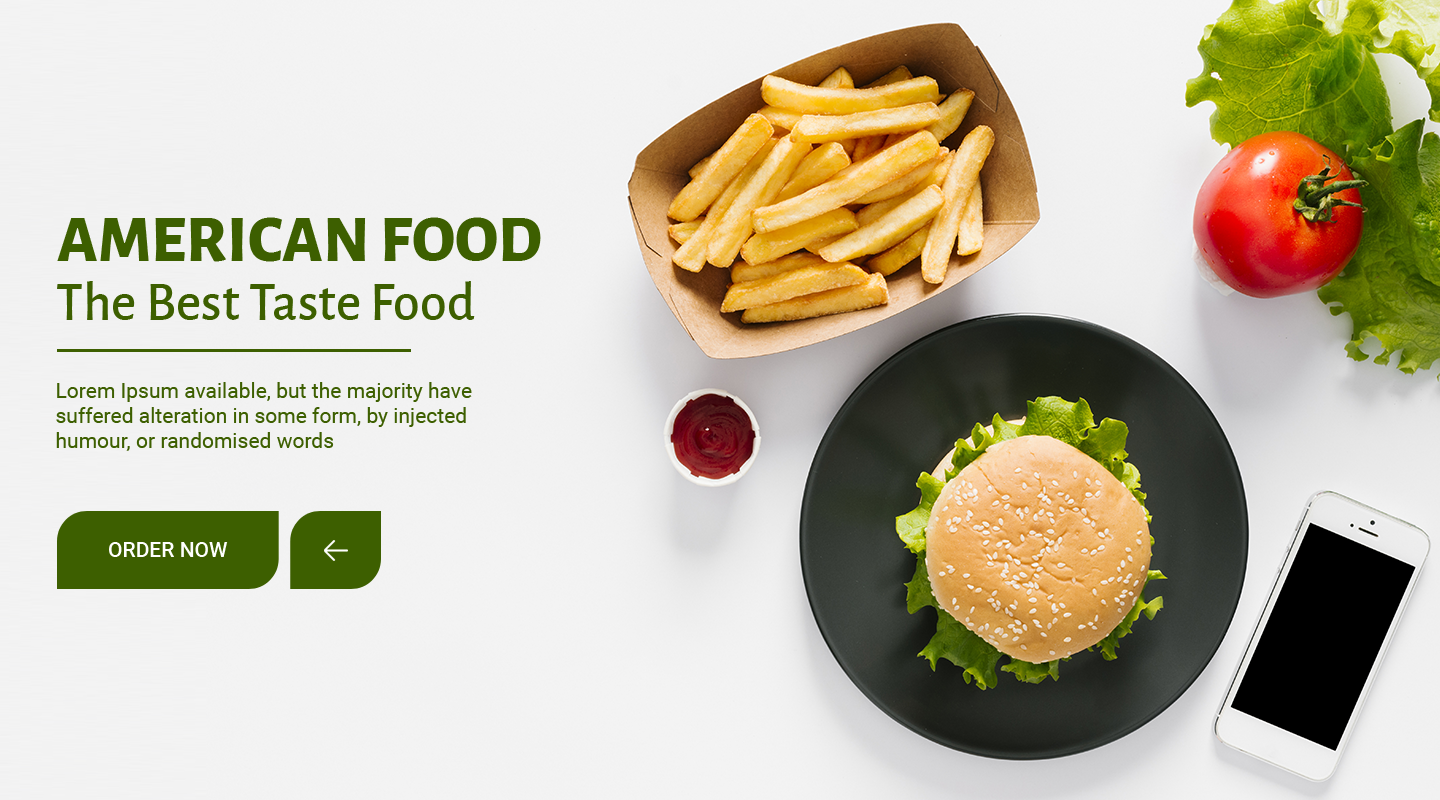 AMERICAN FOOD
The Best Taste Food
Lorem Ipsum available, but the majority have
suffered alteration in some form, by injected
humour, or randomised words
ORDER NOW